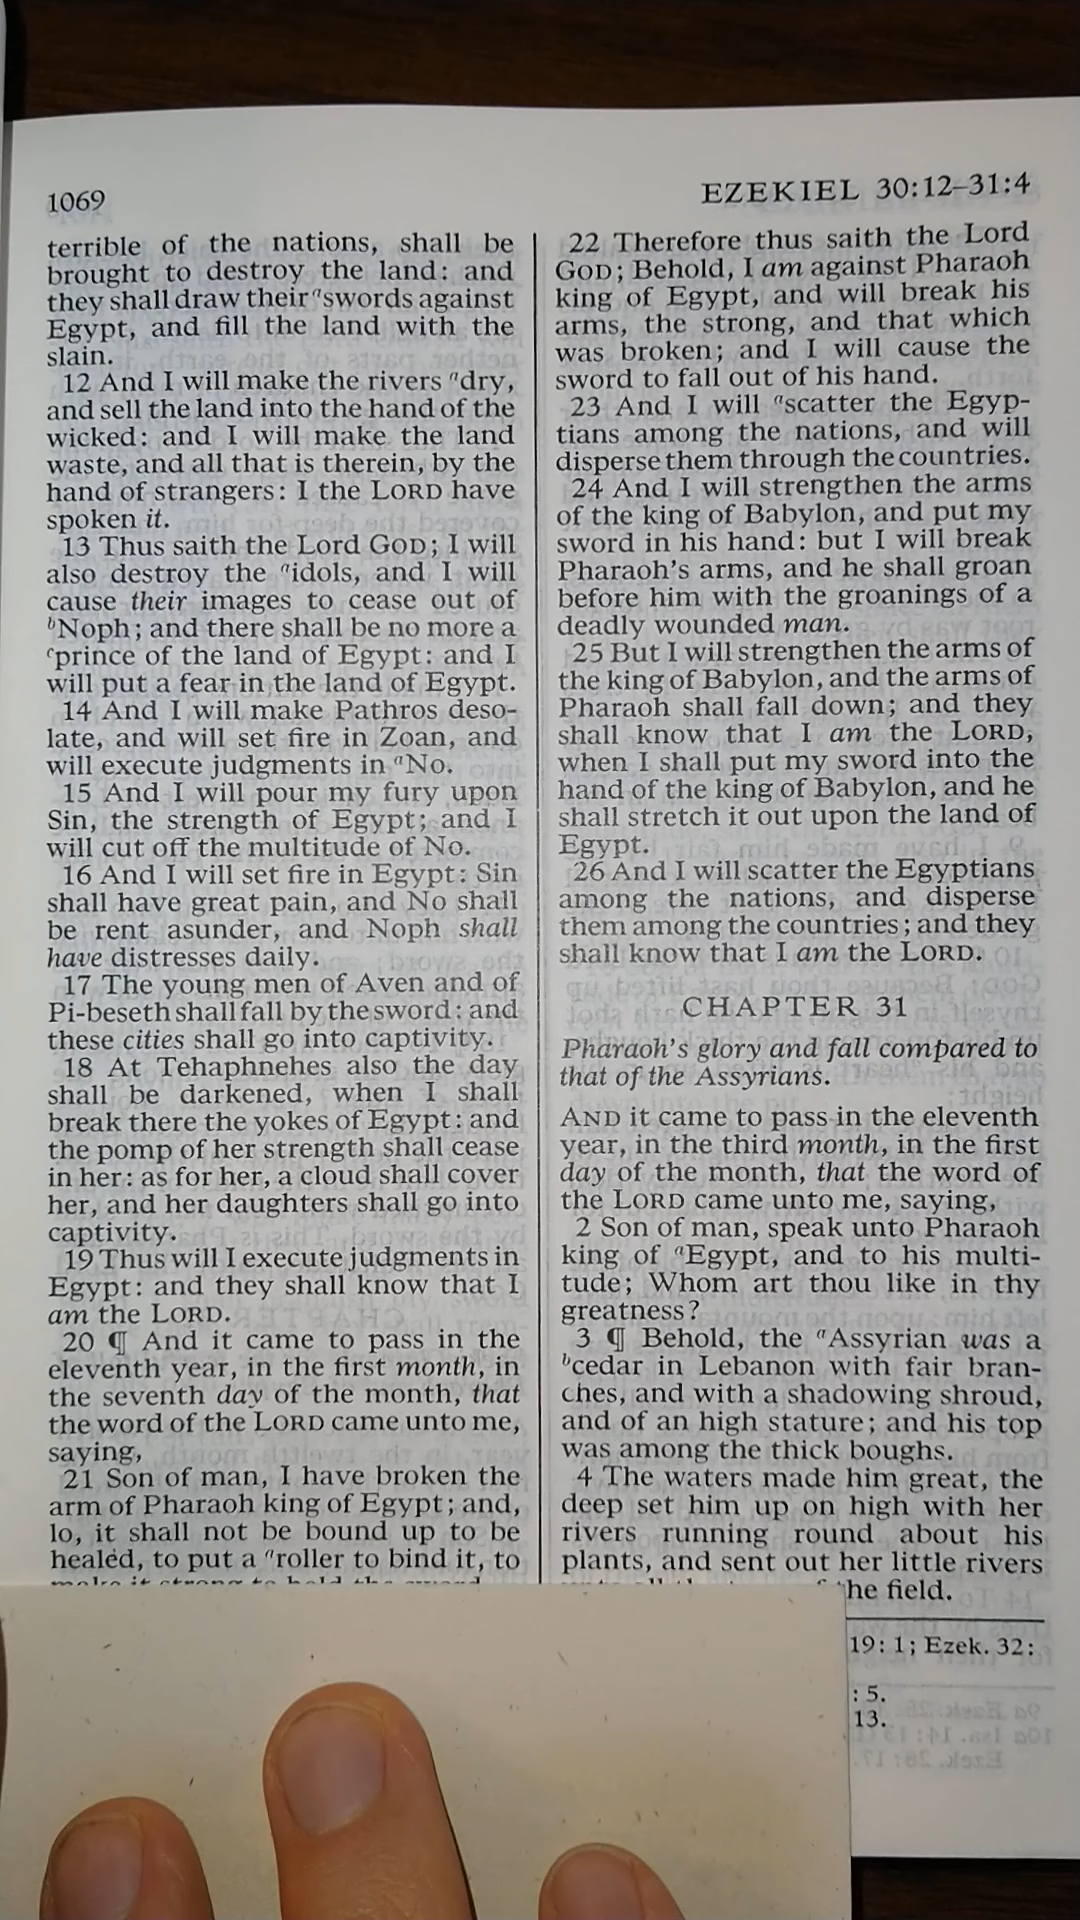 1069
EZEKIEL 30:12–31:4
terrible of the nations, shall be
brought to destroy the land: and
they shall draw their ᵃswords against
Egypt, and fill the land with the
slain.
12 And I will make the rivers ᵃdry,
and sell the land into the hand of the
wicked: and I will make the land
waste, and all that is therein, by the
hand of strangers: I the LORD have
spoken it.
13 Thus saith the Lord GOD; I will
also destroy the ᵃidols, and I will
cause their images to cease out of
ᵇNoph; and there shall be no more a
ᶜprince of the land of Egypt: and I
will put a fear in the land of Egypt.
14 And I will make Pathros deso-
late, and will set fire in Zoan, and
will execute judgments in ᵃNo.
15 And I will pour my fury upon
Sin, the strength of Egypt; and I
will cut off the multitude of No.
16 And I will set fire in Egypt: Sin
shall have great pain, and No shall
be rent asunder, and Noph shall
have distresses daily.
17 The young men of Aven and of
Pi-beseth shall fall by the sword: and
these cities shall go into captivity.
18 At Tehaphnehes also the day
shall be darkened, when I shall
break there the yokes of Egypt: and
the pomp of her strength shall cease
in her: as for her, a cloud shall cover
her, and her daughters shall go into
captivity.
19 Thus will I execute judgments in
Egypt: and they shall know that I
am the LORD.
20 ¶ And it came to pass in the
eleventh year, in the first month, in
the seventh day of the month, that
the word of the LORD came unto me,
saying,
21 Son of man, I have broken the
arm of Pharaoh king of Egypt; and,
lo, it shall not be bound up to be
healed, to put a ᵃroller to bind it, to
22 Therefore thus saith the Lord
GOD; Behold, I am against Pharaoh
king of Egypt, and will break his
arms, the strong, and that which
was broken; and I will cause the
sword to fall out of his hand.
23 And I will ᵃscatter the Egyp-
tians among the nations, and will
disperse them through the countries.
24 And I will strengthen the arms
of the king of Babylon, and put my
sword in his hand: but I will break
Pharaoh's arms, and he shall groan
before him with the groanings of a
deadly wounded man.
25 But I will strengthen the arms of
the king of Babylon, and the arms of
Pharaoh shall fall down; and they
shall know that I am the LORD,
when I shall put my sword into the
hand of the king of Babylon, and he
shall stretch it out upon the land of
Egypt.
26 And I will scatter the Egyptians
among the nations, and disperse
them among the countries; and they
shall know that I am the LORD.
CHAPTER 31
Pharaoh's glory and fall compared to
that of the Assyrians.
AND it came to pass in the eleventh
year, in the third month, in the first
day of the month, that the word of
the LORD came unto me, saying,
2 Son of man, speak unto Pharaoh
king of ᵃEgypt, and to his multi-
tude; Whom art thou like in thy
greatness?
3 ¶ Behold, the ᵃAssyrian was a
ᵇcedar in Lebanon with fair bran-
ches, and with a shadowing shroud,
and of an high stature; and his top
was among the thick boughs.
4 The waters made him great, the
deep set him up on high with her
rivers running round about his
plants, and sent out her little rivers
the field.
19: 1; Ezek. 32:
: 5.
13.